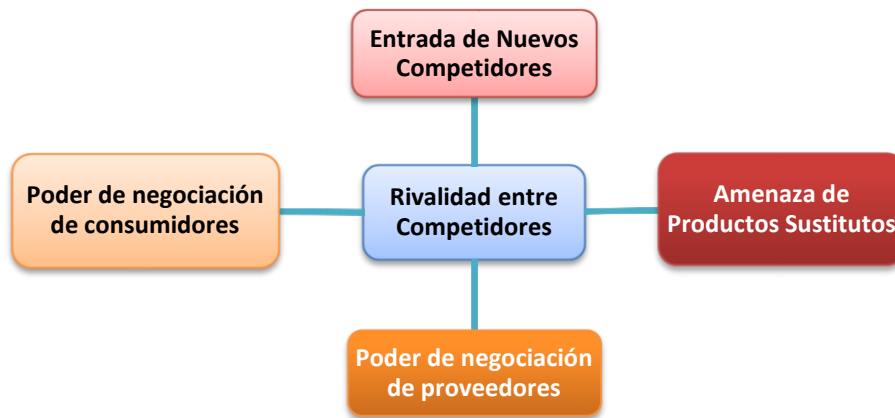 Entrada de Nuevos
Competidores
Poder de negociación
de consumidores
Rivalidad entre
Competidores
Amenaza de
Productos Sustitutos
Poder de negociación
de proveedores